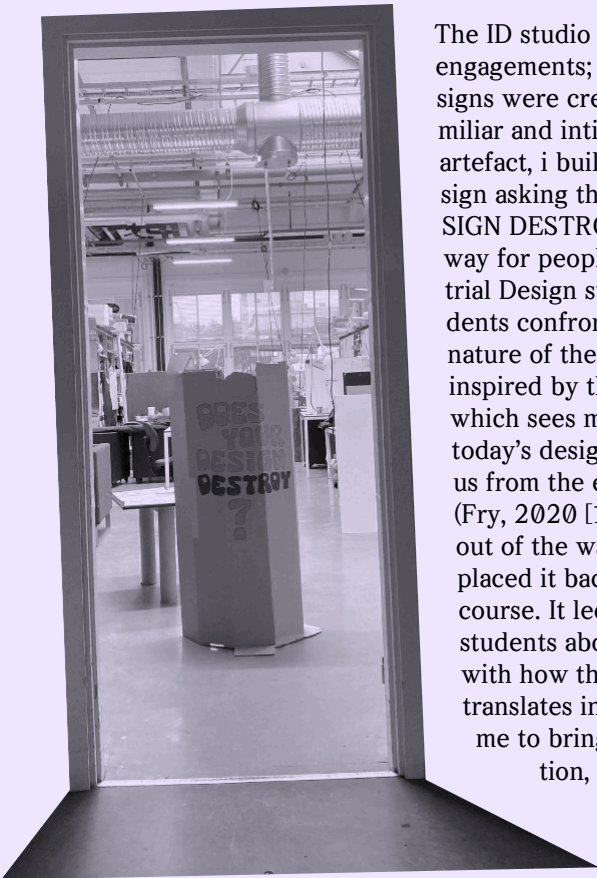 DOES
YOUR
DESIGN
DESTROY
?
The ID studio
engagements;
signs were cre
miliar and inti
artefact, i buil
sign asking th
SIGN DESTRO
way for peopl
trial Design s
dents confron
nature of the
inspired by t
which sees m
today's desig
us from the e
(Fry, 2020 [1
out of the wa
placed it bac
course. It led
students abo
with how th
translates in
me to bring
tion,